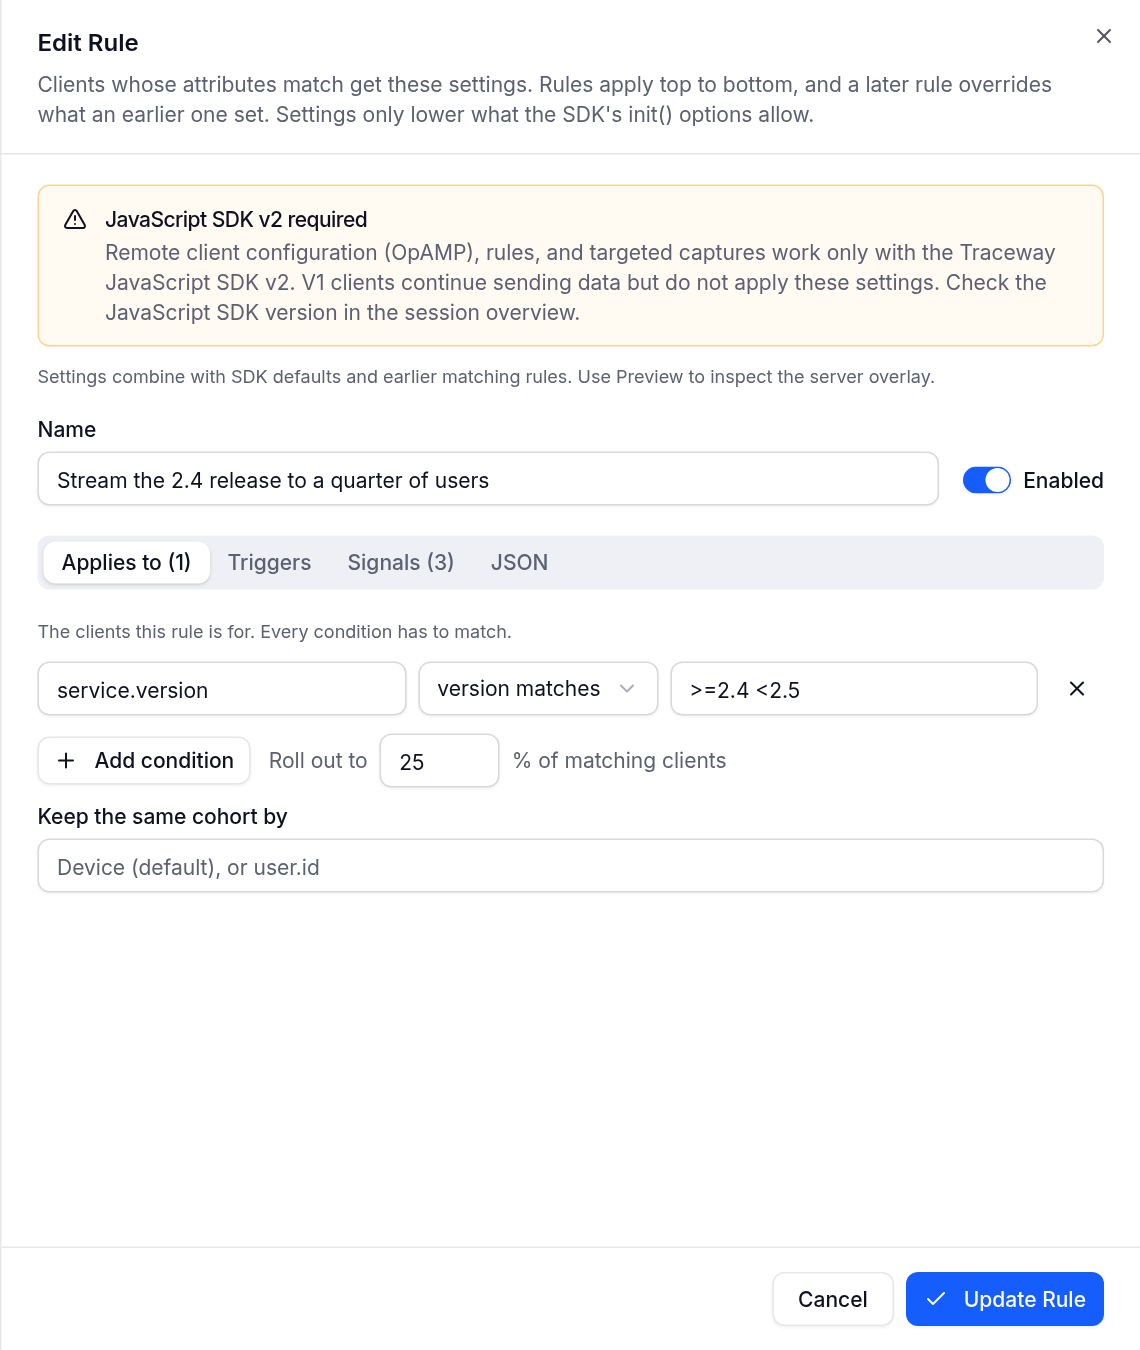 Edit Rule
Clients whose attributes match get these settings. Rules apply top to bottom, and a later rule overrides
what an earlier one set. Settings only lower what the SDK's init() options allow.
JavaScript SDK v2 required
Remote client configuration (OpAMP), rules, and targeted captures work only with the Traceway
JavaScript SDK v2. V1 clients continue sending data but do not apply these settings. Check the
JavaScript SDK version in the session overview.
Settings combine with SDK defaults and earlier matching rules. Use Preview to inspect the server overlay.
Name
Stream the 2.4 release to a quarter of users
Enabled
Applies to (1) Triggers Signals (3) JSON
The clients this rule is for. Every condition has to match.
service.version version matches >=2.4 <2.5
Add condition Roll out to 25 % of matching clients
Keep the same cohort by
Device (default), or user.id
Cancel Update Rule